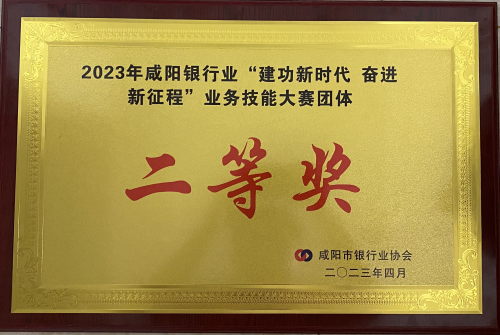 2023年咸阳银行业“建功新时代 奋进
新征程”业务技能大赛团体
二等奖
咸阳市银行业协会
二〇二三年四月